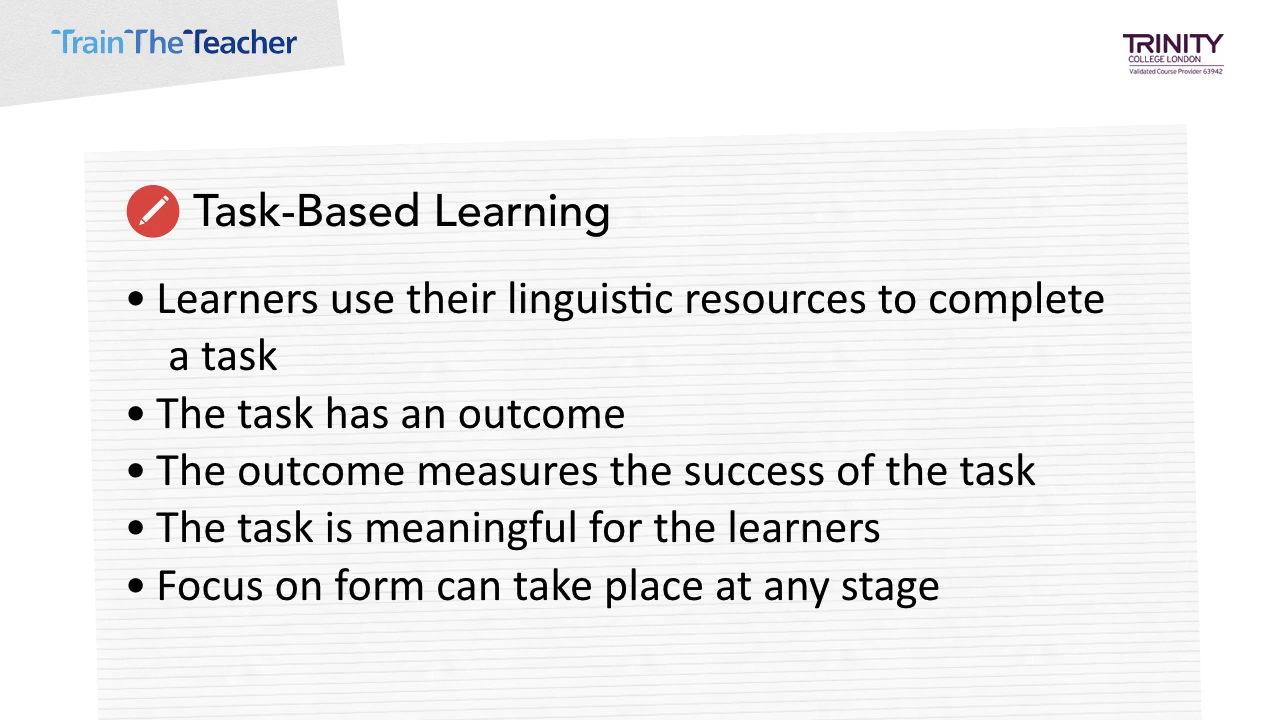 TrainTheTeacher
TRINITY
COLLEGE LONDON
Validated Course Provider 63942
Task-Based Learning
• Learners use their linguistic resources to complete
a task
• The task has an outcome
• The outcome measures the success of the task
• The task is meaningful for the learners
• Focus on form can take place at any stage